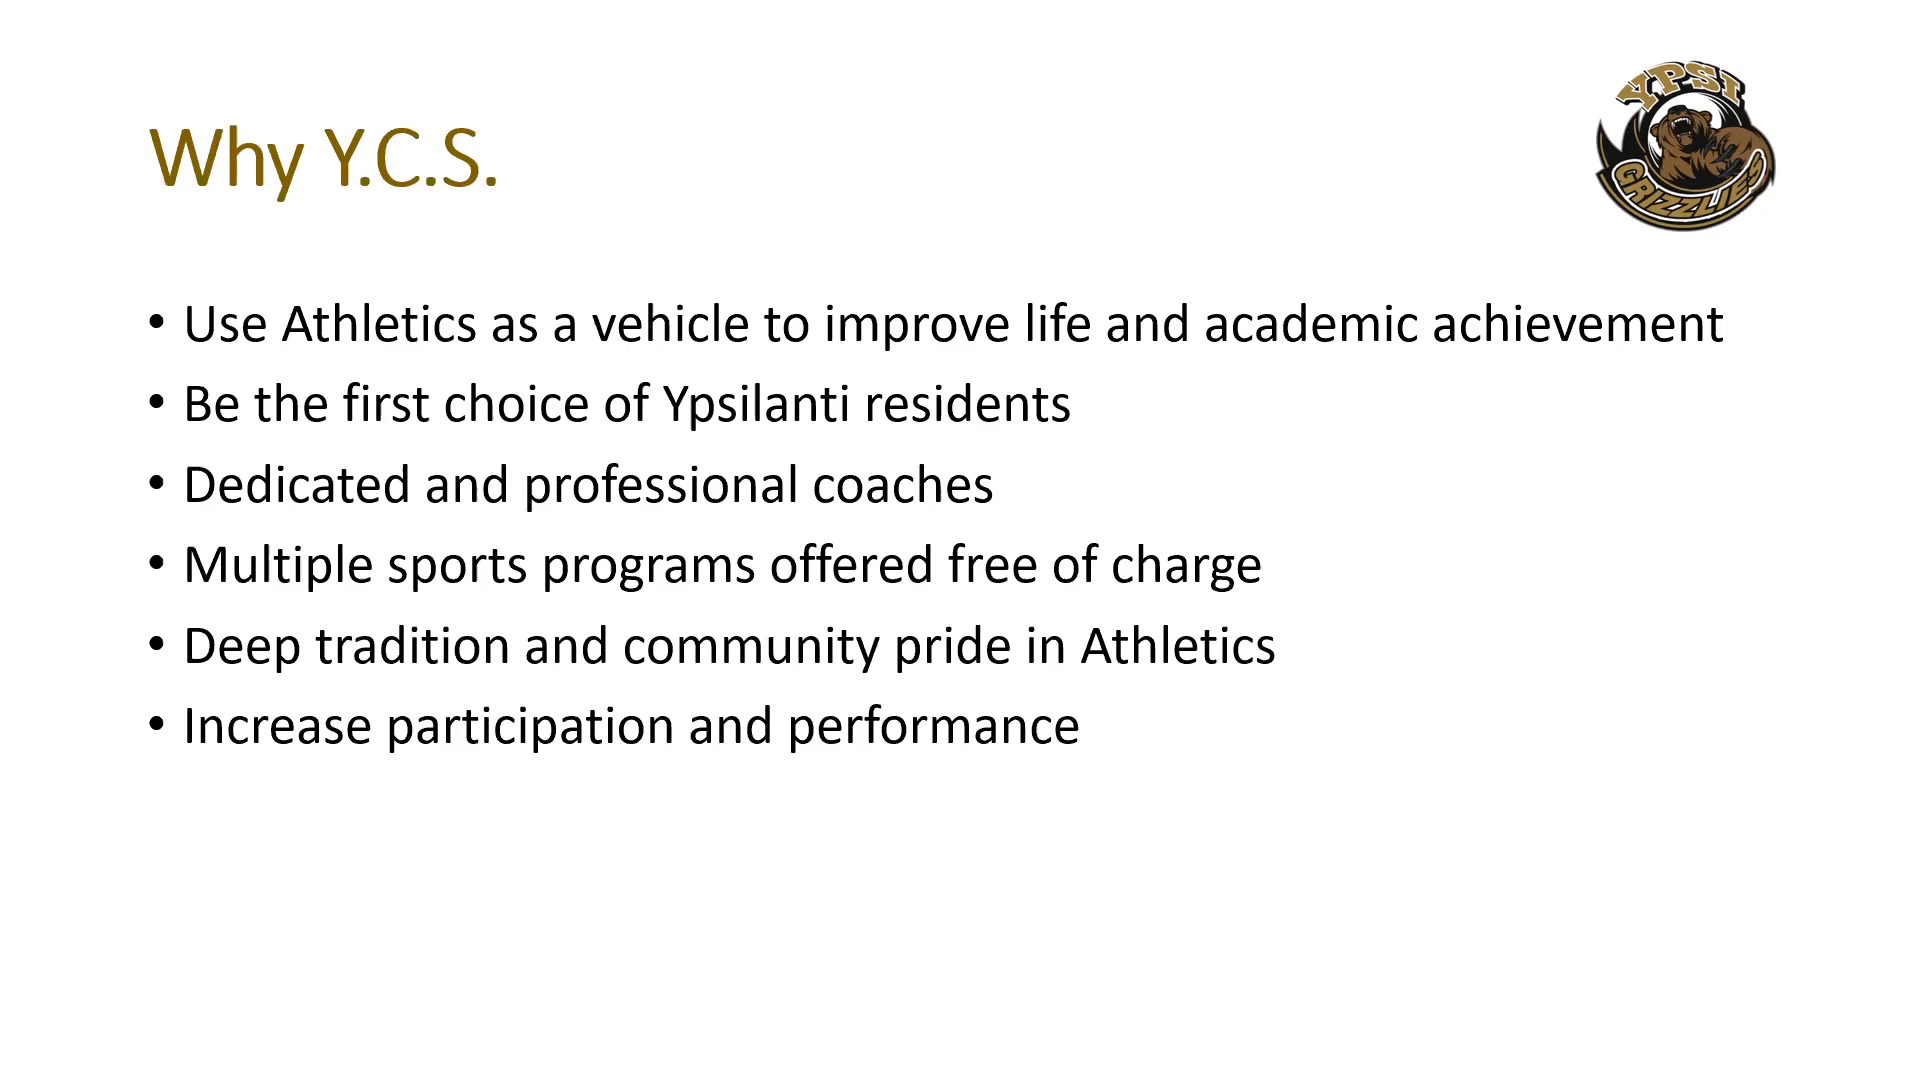 YPSI
GRIZZLIES
Why Y.C.S.
• Use Athletics as a vehicle to improve life and academic achievement
• Be the first choice of Ypsilanti residents
• Dedicated and professional coaches
• Multiple sports programs offered free of charge
• Deep tradition and community pride in Athletics
• Increase participation and performance